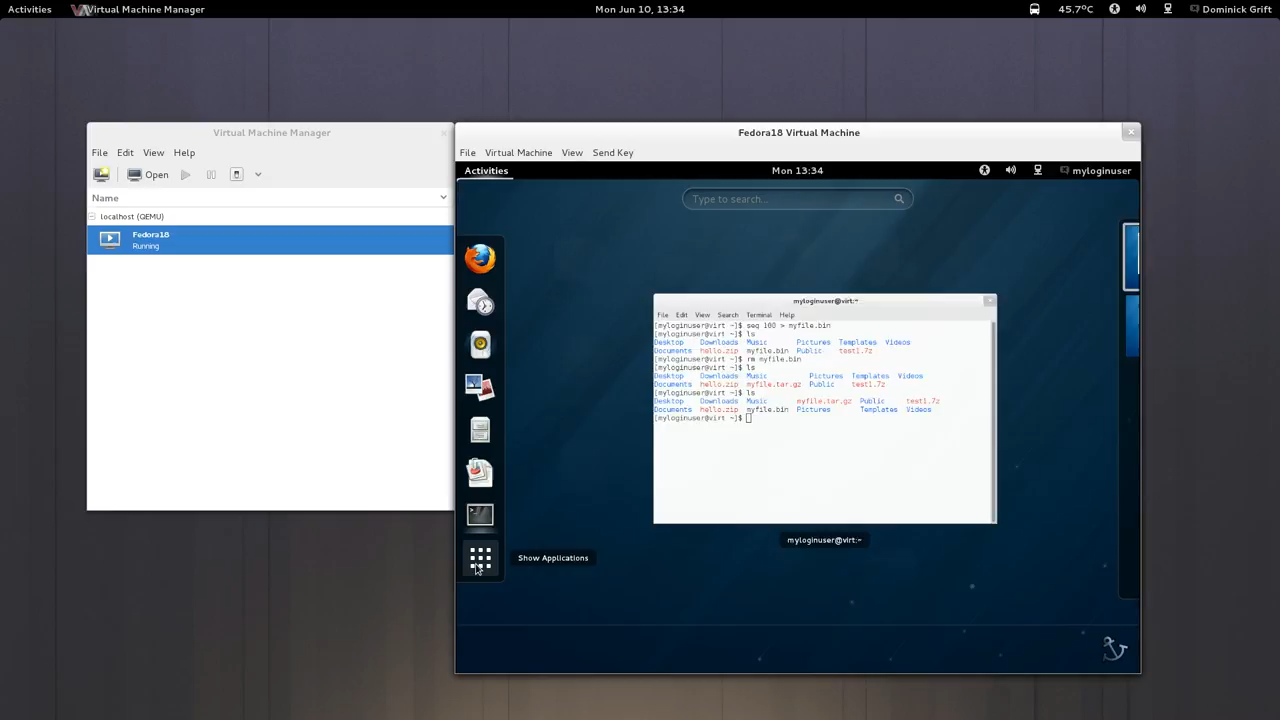 Activities Virtual Machine Manager Mon Jun 10, 13:34 45.7°C Dominick Grift
Virtual Machine Manager
File Edit View Help
Open
Name
localhost (QEMU)
Fedora18
Running
Fedora18 Virtual Machine
File Virtual Machine View Send Key
Activities Mon 13:34 myloginuser
Type to search...
myloginuser@virt:~
File Edit View Search Terminal Help
[myloginuser@virt ~]$ seq 100 > myfile.bin
[myloginuser@virt ~]$ ls
Desktop Downloads Music Pictures Templates Videos
Documents hello.zip myfile.bin Public test1.7z
[myloginuser@virt ~]$ rm myfile.bin
[myloginuser@virt ~]$ ls
Desktop Downloads Music Pictures Templates Videos
Documents hello.zip myfile.tar.gz Public test1.7z
[myloginuser@virt ~]$ ls
Desktop Downloads Music myfile.tar.gz Public test1.7z
Documents hello.zip myfile.bin Pictures Templates Videos
[myloginuser@virt ~]$
myloginuser@virt:~
Show Applications